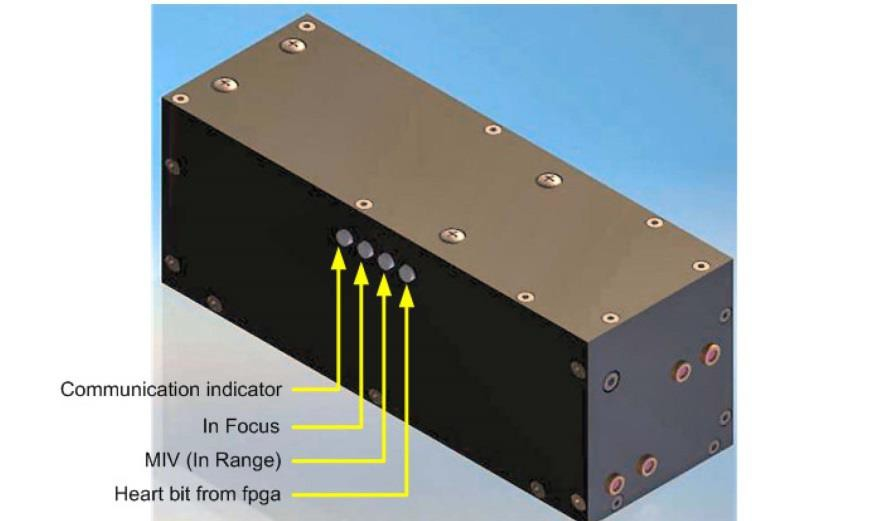 Communication indicator
In Focus
MIV (In Range)
Heart bit from fpga